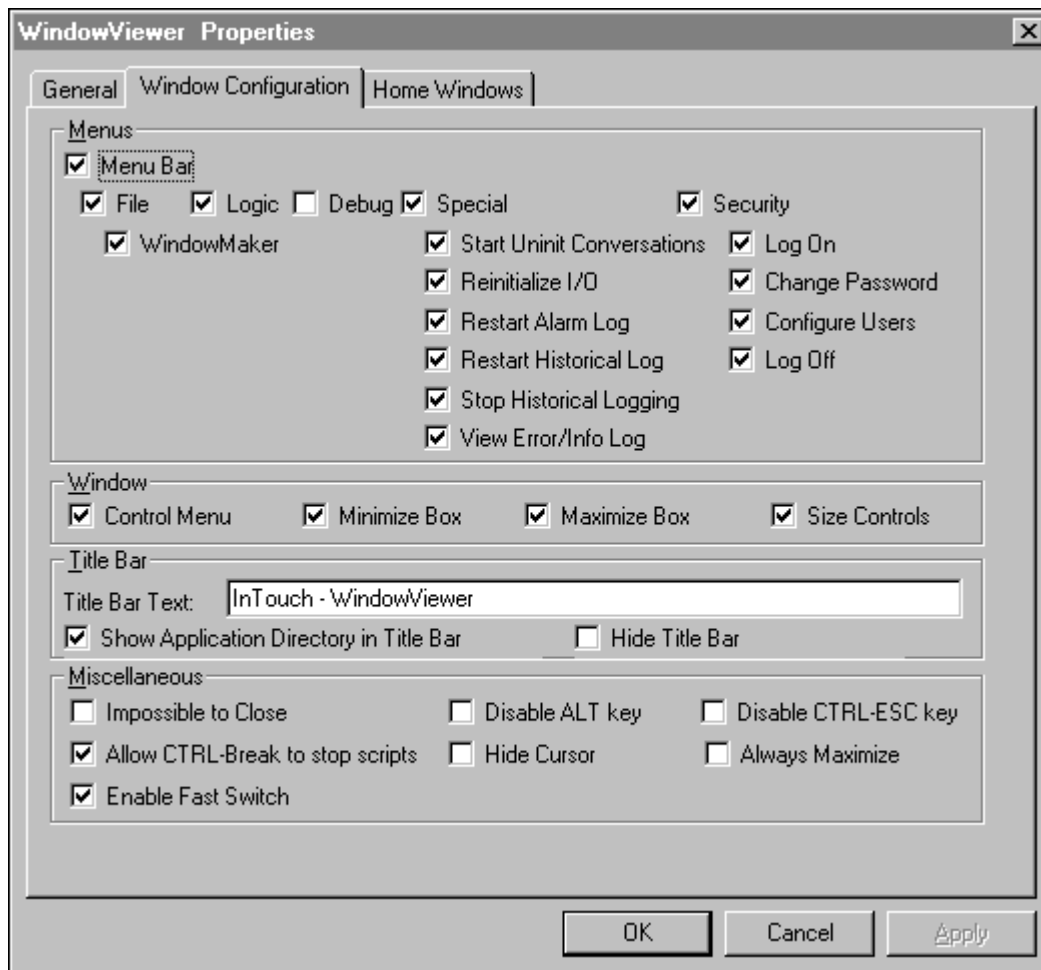 WindowViewer Properties
General Window Configuration Home Windows
Menus
Menu Bar
File Logic Debug Special Security
WindowMaker Start Uninit Conversations Log On
Reinitialize I/O Change Password
Restart Alarm Log Configure Users
Restart Historical Log Log Off
Stop Historical Logging
View Error/Info Log
Window
Control Menu Minimize Box Maximize Box Size Controls
Title Bar
Title Bar Text: InTouch - WindowViewer
Show Application Directory in Title Bar Hide Title Bar
Miscellaneous
Impossible to Close Disable ALT key Disable CTRL-ESC key
Allow CTRL-Break to stop scripts Hide Cursor Always Maximize
Enable Fast Switch
OK Cancel Apply